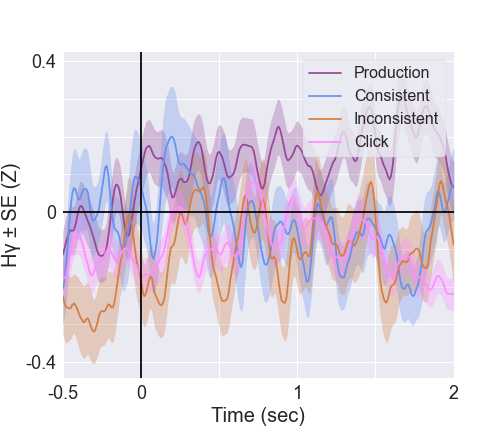 Production
Consistent
Inconsistent
Click
0.4
0
-0.4
Hγ ± SE (Z)
-0.5
0
1
2
Time (sec)